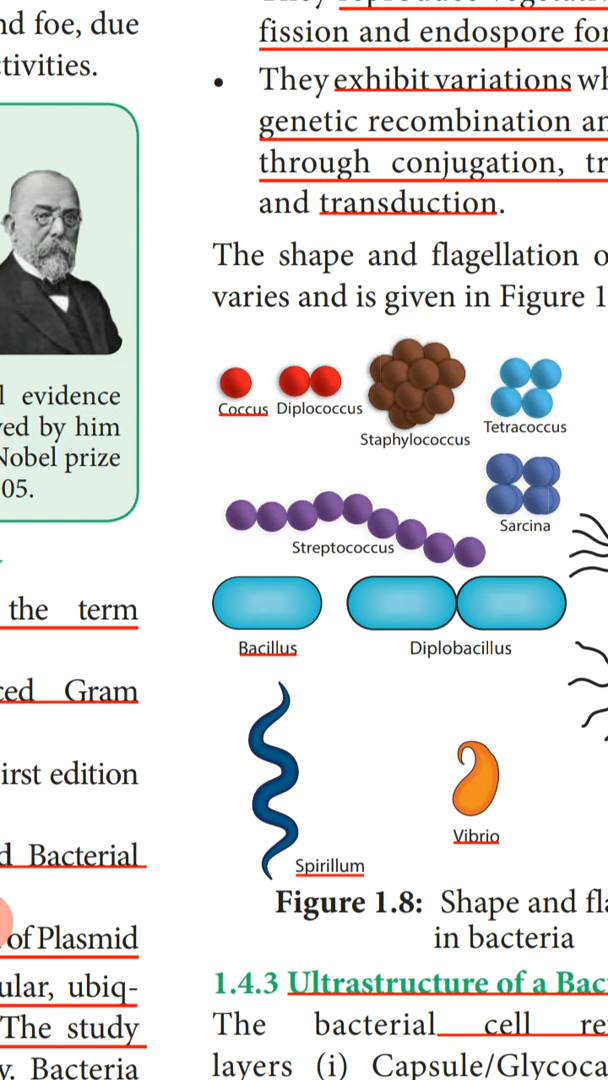 nd foe, due
tivities.
l evidence
ved by him
Nobel prize
05.
the term
ced Gram
irst edition
d Bacterial
of Plasmid
ular, ubiq-
The study
y. Bacteria
fission and endospore for
• They exhibit variations wh
genetic recombination an
through conjugation, tr
and transduction.
The shape and flagellation o
varies and is given in Figure 1
Coccus Diplococcus
Staphylococcus
Tetracoccus
Sarcina
Streptococcus
Bacillus
Diplobacillus
Spirillum
Vibrio
Figure 1.8: Shape and fla
in bacteria
1.4.3 Ultrastructure of a Bac
The bacterial cell re
layers (i) Capsule/Glycoca